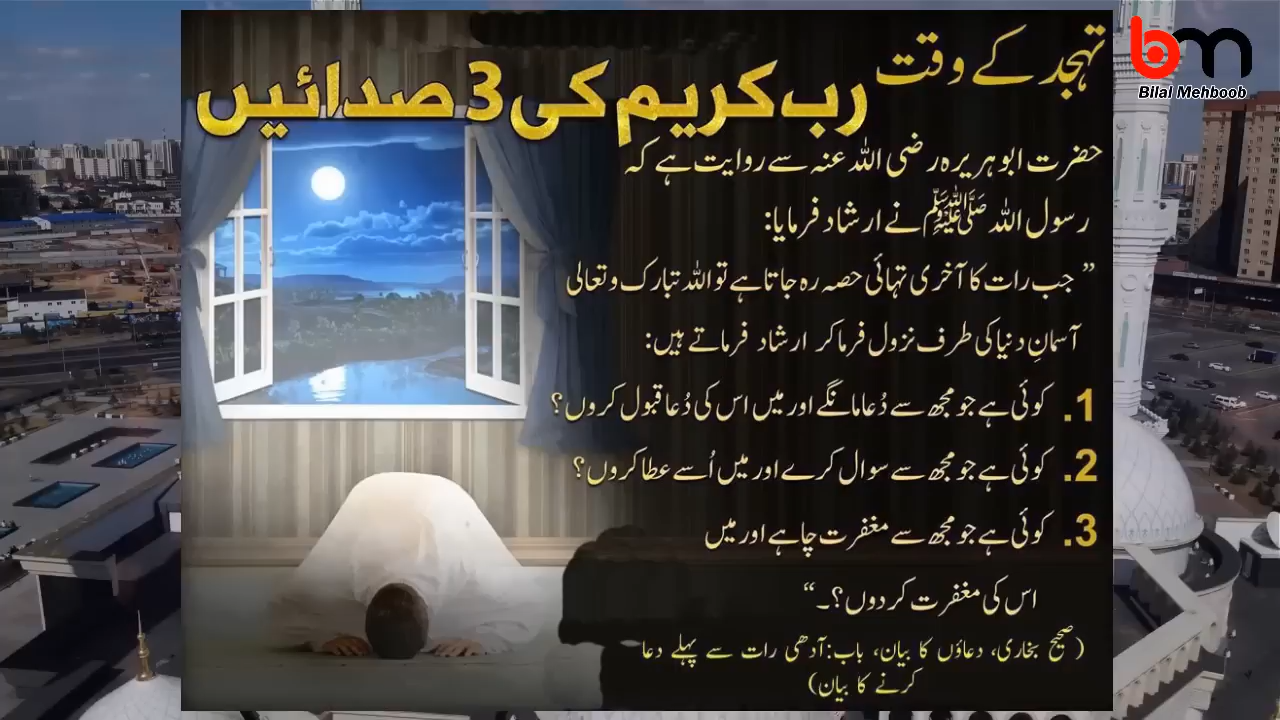 تہجد کے وقت
رب کریم کی 3 صدائیں
bm
Bilal Mehboob
حضرت ابو ہریرہ رضی اللہ عنہ سے روایت ہے کہ
رسول اللہ ﷺ نے ارشاد فرمایا:
” جب رات کا آخری تہائی حصہ رہ جاتا ہے تو اللہ تبارک و تعالی
آسمانِ دنیا کی طرف نزول فرما کر ارشاد فرماتے ہیں:
1. کوئی ہے جو مجھ سے دُعا مانگے اور میں اس کی دُعا قبول کروں؟
2. کوئی ہے جو مجھ سے سوال کرے اور میں اُسے عطا کروں؟
3. کوئی ہے جو مجھ سے مغفرت چاہے اور میں
اس کی مغفرت کر دوں؟۔“
(صحیح بخاری، دعاؤں کا بیان، باب: آدھی رات سے پہلے دعا
کرنے کا بیان)